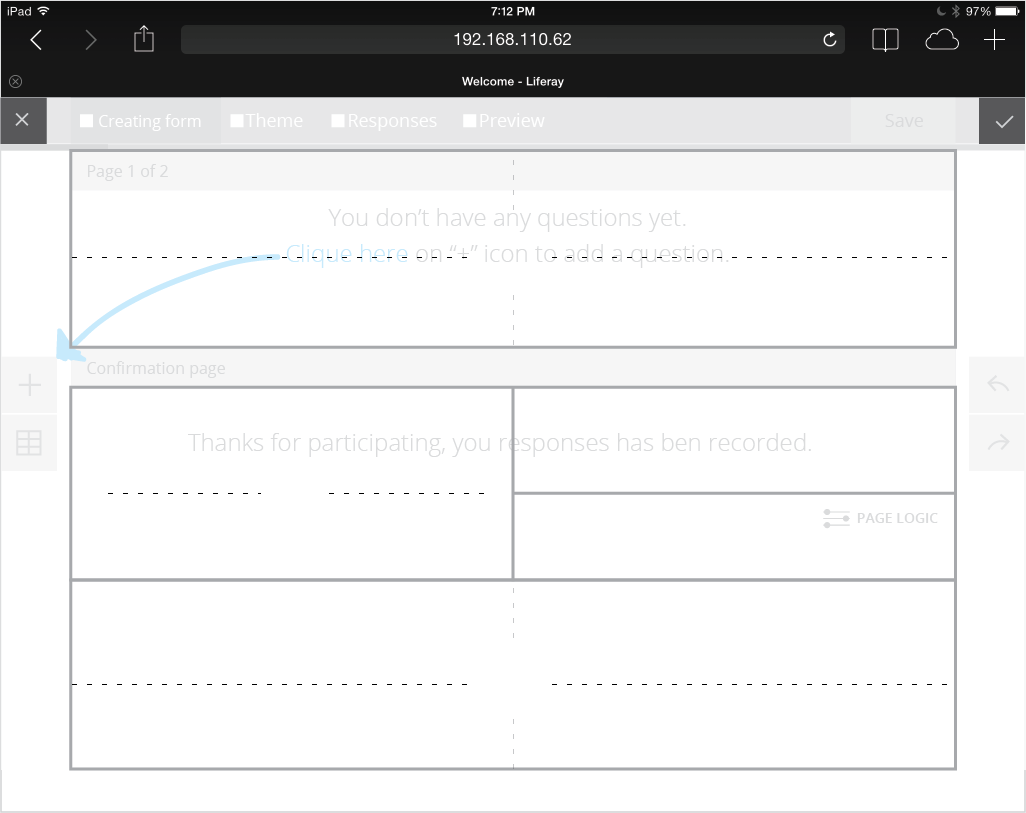 iPad 7:12 PM 97%
192.168.110.62
Welcome - Liferay
Creating form Theme Responses Preview Save
Page 1 of 2
You don’t have any questions yet.
Clique here on “+” icon to add a question.
Confirmation page
Thanks for participating, you responses has ben recorded.
PAGE LOGIC